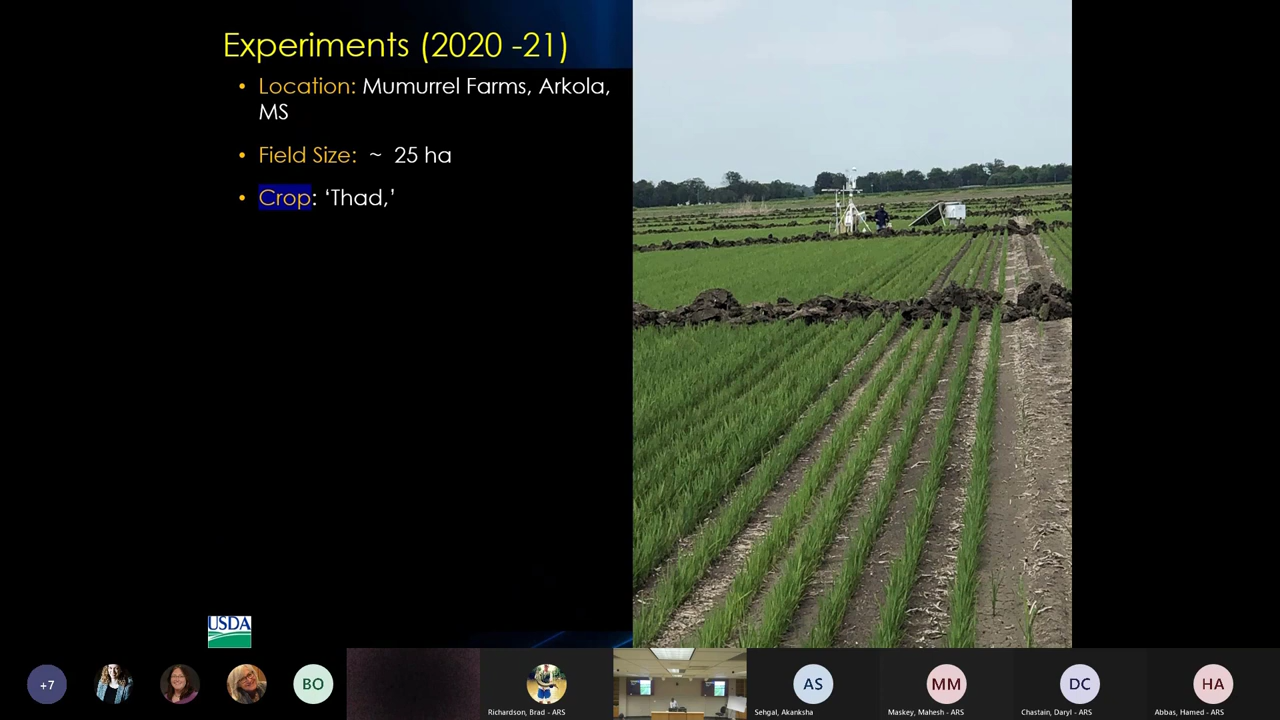 Experiments (2020 -21)
• Location: Mumurrel Farms, Arkola,
MS
• Field Size: ~ 25 ha
• Crop: ‘Thad,’
USDA
+7
BO
AS
MM
DC
HA
Richardson, Brad - ARS
Sehgal, Akanksha
Maskey, Mahesh - ARS
Chastain, Daryl - ARS
Abbas, Hamed - ARS